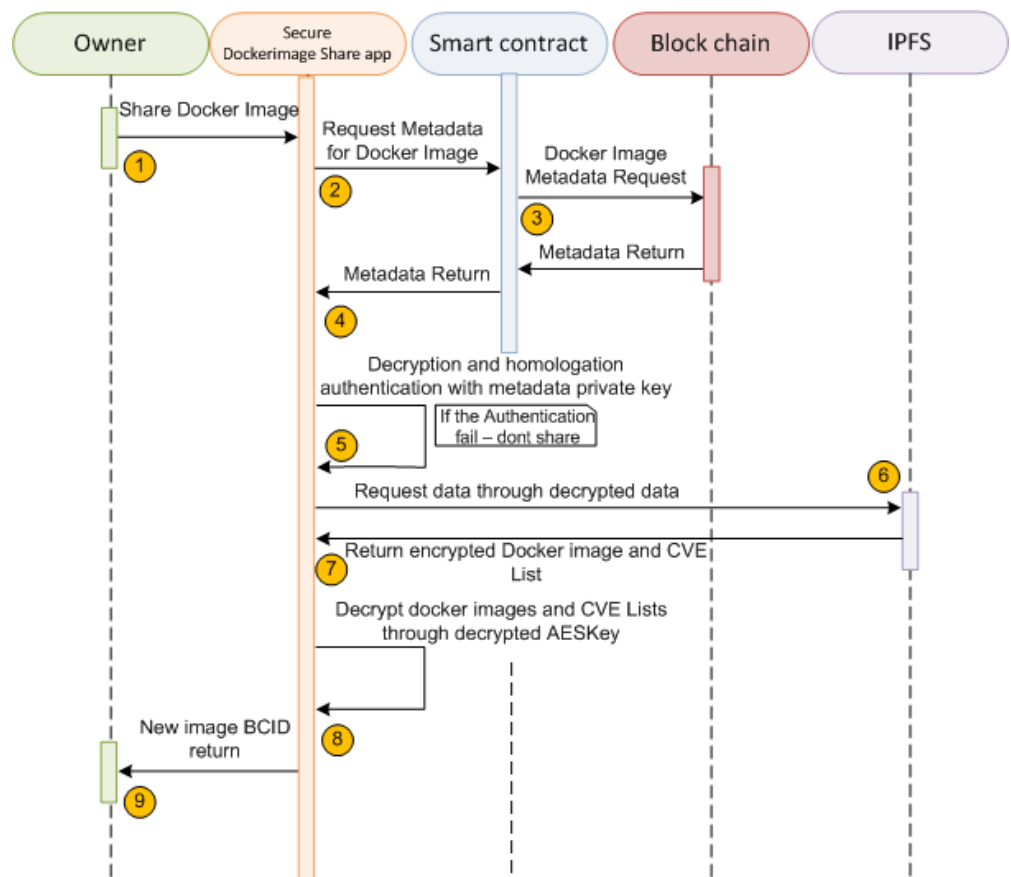 Owner
Secure
Dockerimage Share app
Smart contract
Block chain
IPFS
Share Docker Image
1
Request Metadata
for Docker Image
2
Docker Image
Metadata Request
3
Metadata Return
Metadata Return
4
Decryption and homologation
authentication with metadata private key
If the Authentication
fail – dont share
5
6
Request data through decrypted data
Return encrypted Docker image and CVE
List
7
Decrypt docker images and CVE Lists
through decrypted AESKey
8
New image BCID
return
9